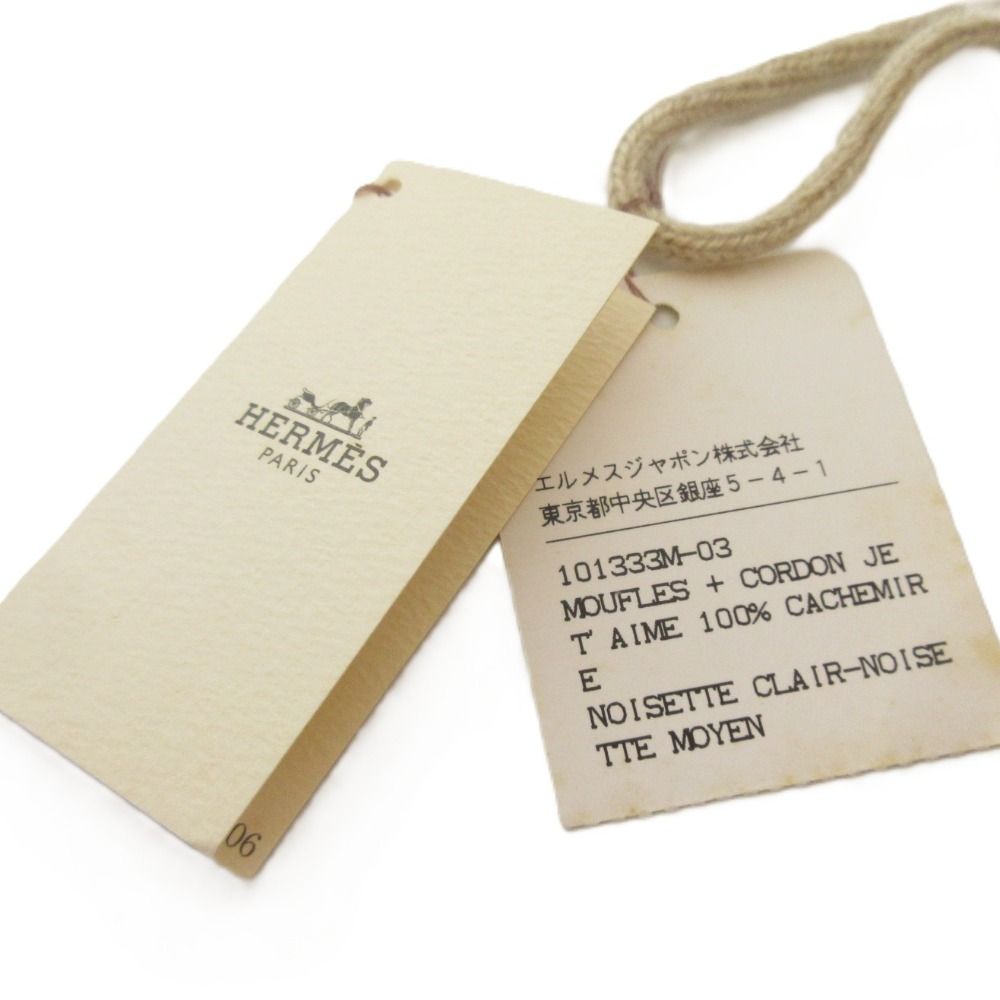 HERMÈS
PARIS
06
エルメスジャポン株式会社
東京都中央区銀座5-4-1
101333M-03
MOUFLES + CORDON JE
T' AIME 100% CACHEMIR
E
NOISETTE CLAIR-NOISE
TTE MOYEN